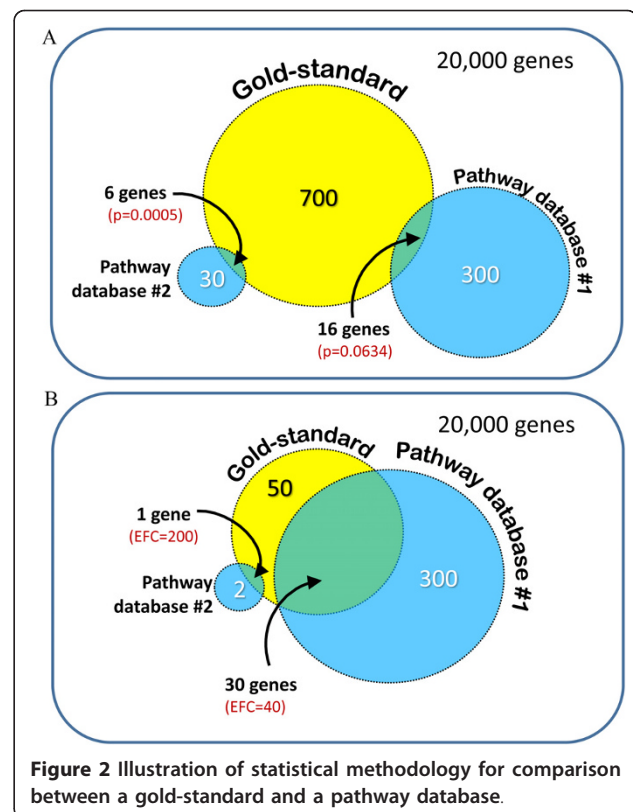 A
20,000 genes
Gold-standard
700
6 genes
(p=0.0005)
Pathway
database #2
30
Pathway database #1
300
16 genes
(p=0.0634)
B
20,000 genes
Gold-standard
50
Pathway database #1
300
1 gene
(EFC=200)
Pathway
database #2
2
30 genes
(EFC=40)
Figure 2 Illustration of statistical methodology for comparison
between a gold-standard and a pathway database.